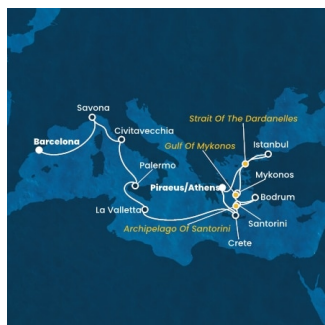 Savona
Strait Of The Dardanelles
Civitavecchia
Barcelona
Gulf Of Mykonos
Istanbul
Palermo
Mykonos
Piraeus/Athens
Bodrum
La Valletta
Santorini
Archipelago Of Santorini
Crete